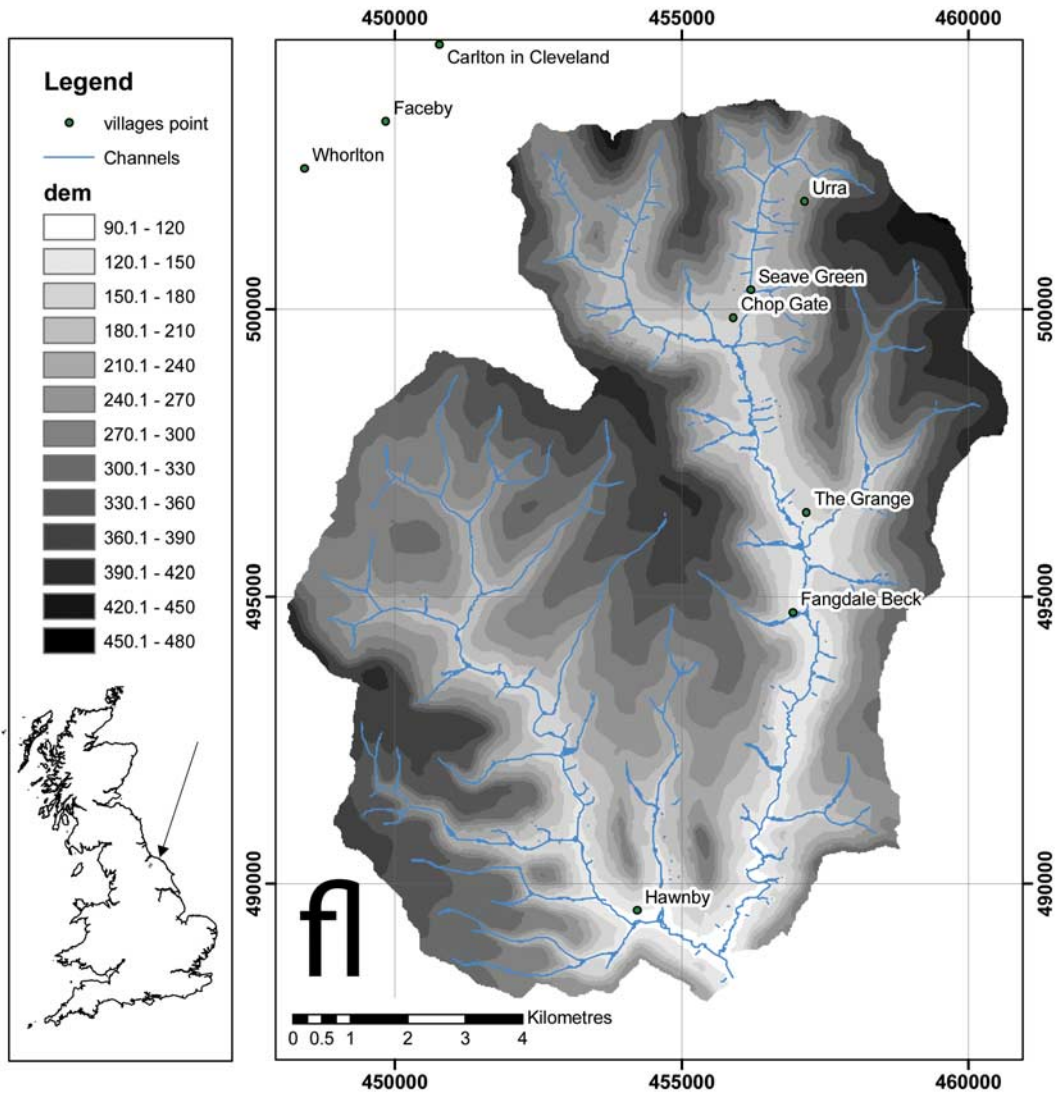 450000 455000 460000
Legend
villages point
Channels
dem
90.1 - 120
120.1 - 150
150.1 - 180
180.1 - 210
210.1 - 240
240.1 - 270
270.1 - 300
300.1 - 330
330.1 - 360
360.1 - 390
390.1 - 420
420.1 - 450
450.1 - 480
Carlton in Cleveland
Faceby
Whorlton
Urra
Seave Green
Chop Gate
500000 500000
The Grange
Fangdale Beck
495000 495000
490000 490000
Hawnby
fl
Kilometres
0 0.5 1 2 3 4
450000 455000 460000